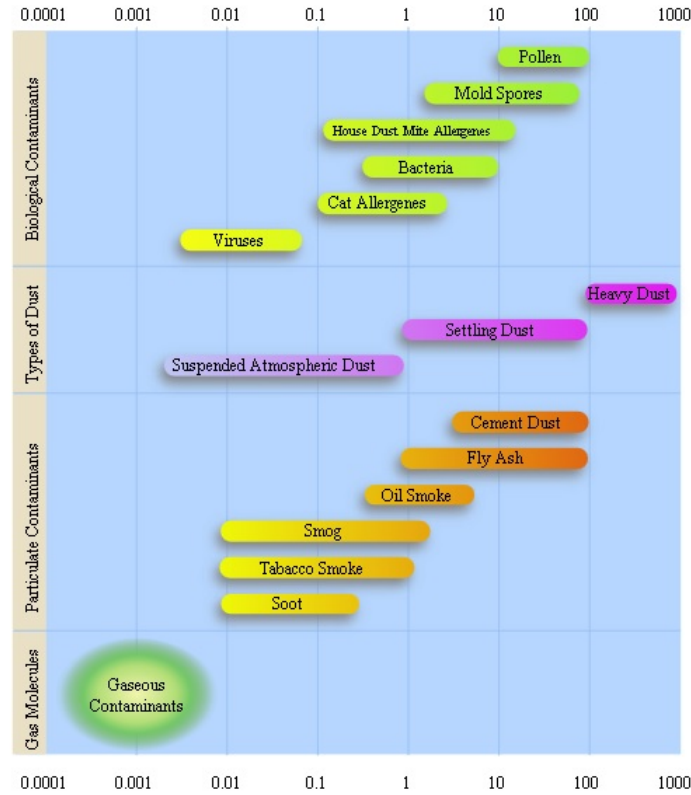 0.0001 0.001 0.01 0.1 1 10 100 1000
Biological Contaminants
Pollen
Mold Spores
House Dust Mite Allergenes
Bacteria
Cat Allergenes
Viruses
Types of Dust
Heavy Dust
Settling Dust
Suspended Atmospheric Dust
Particulate Contaminants
Cement Dust
Fly Ash
Oil Smoke
Smog
Tabacco Smoke
Soot
Gas Molecules
Gaseous
Contaminants
0.0001 0.001 0.01 0.1 1 10 100 1000